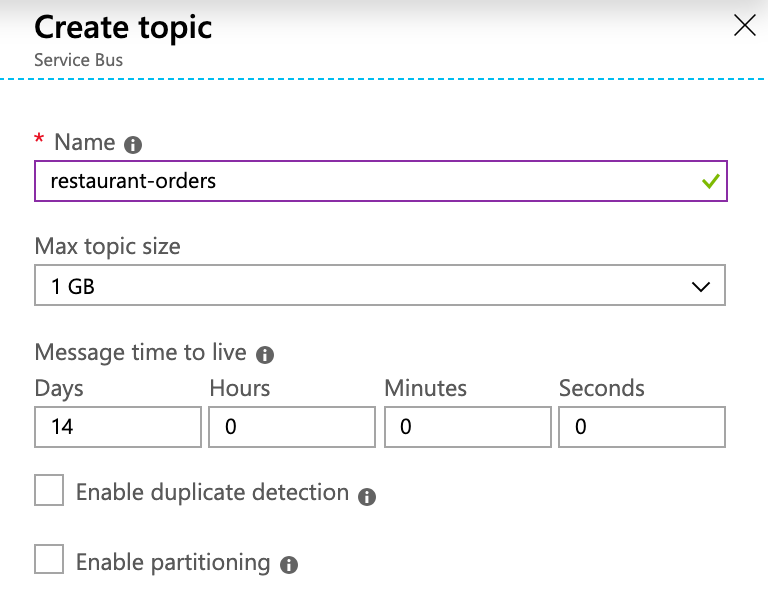 Create topic
Service Bus
* Name
restaurant-orders
Max topic size
1 GB
Message time to live
Days Hours Minutes Seconds
14 0 0 0
Enable duplicate detection
Enable partitioning